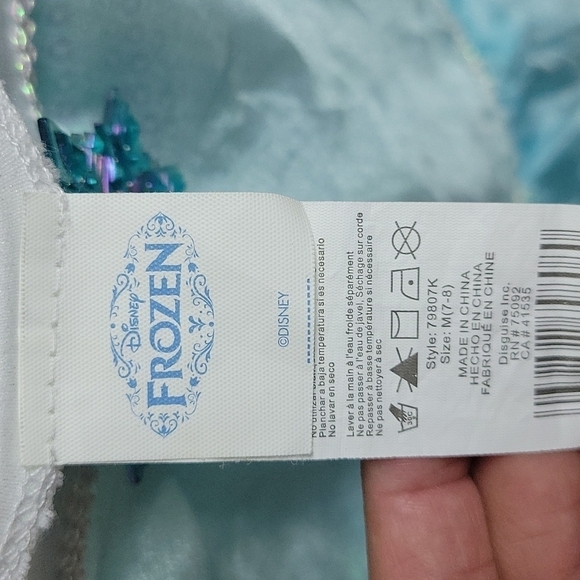 Disney
FROZEN
©DISNEY
Planchar a baja temperatura si es necesario
No lavar en seco
Laver à la main à l'eau froide séparément
Ne pas passer à l'eau de javel. Séchage sur corde
Repasser à basse température si nécessaire
Ne pas nettoyer à sec
30C
Style: 79807K
Size: M(7-8)
MADE IN CHINA
HECHO EN CHINA
FABRIQUÉ EN CHINE
Disguise Inc.
RN#75092
CA#41535